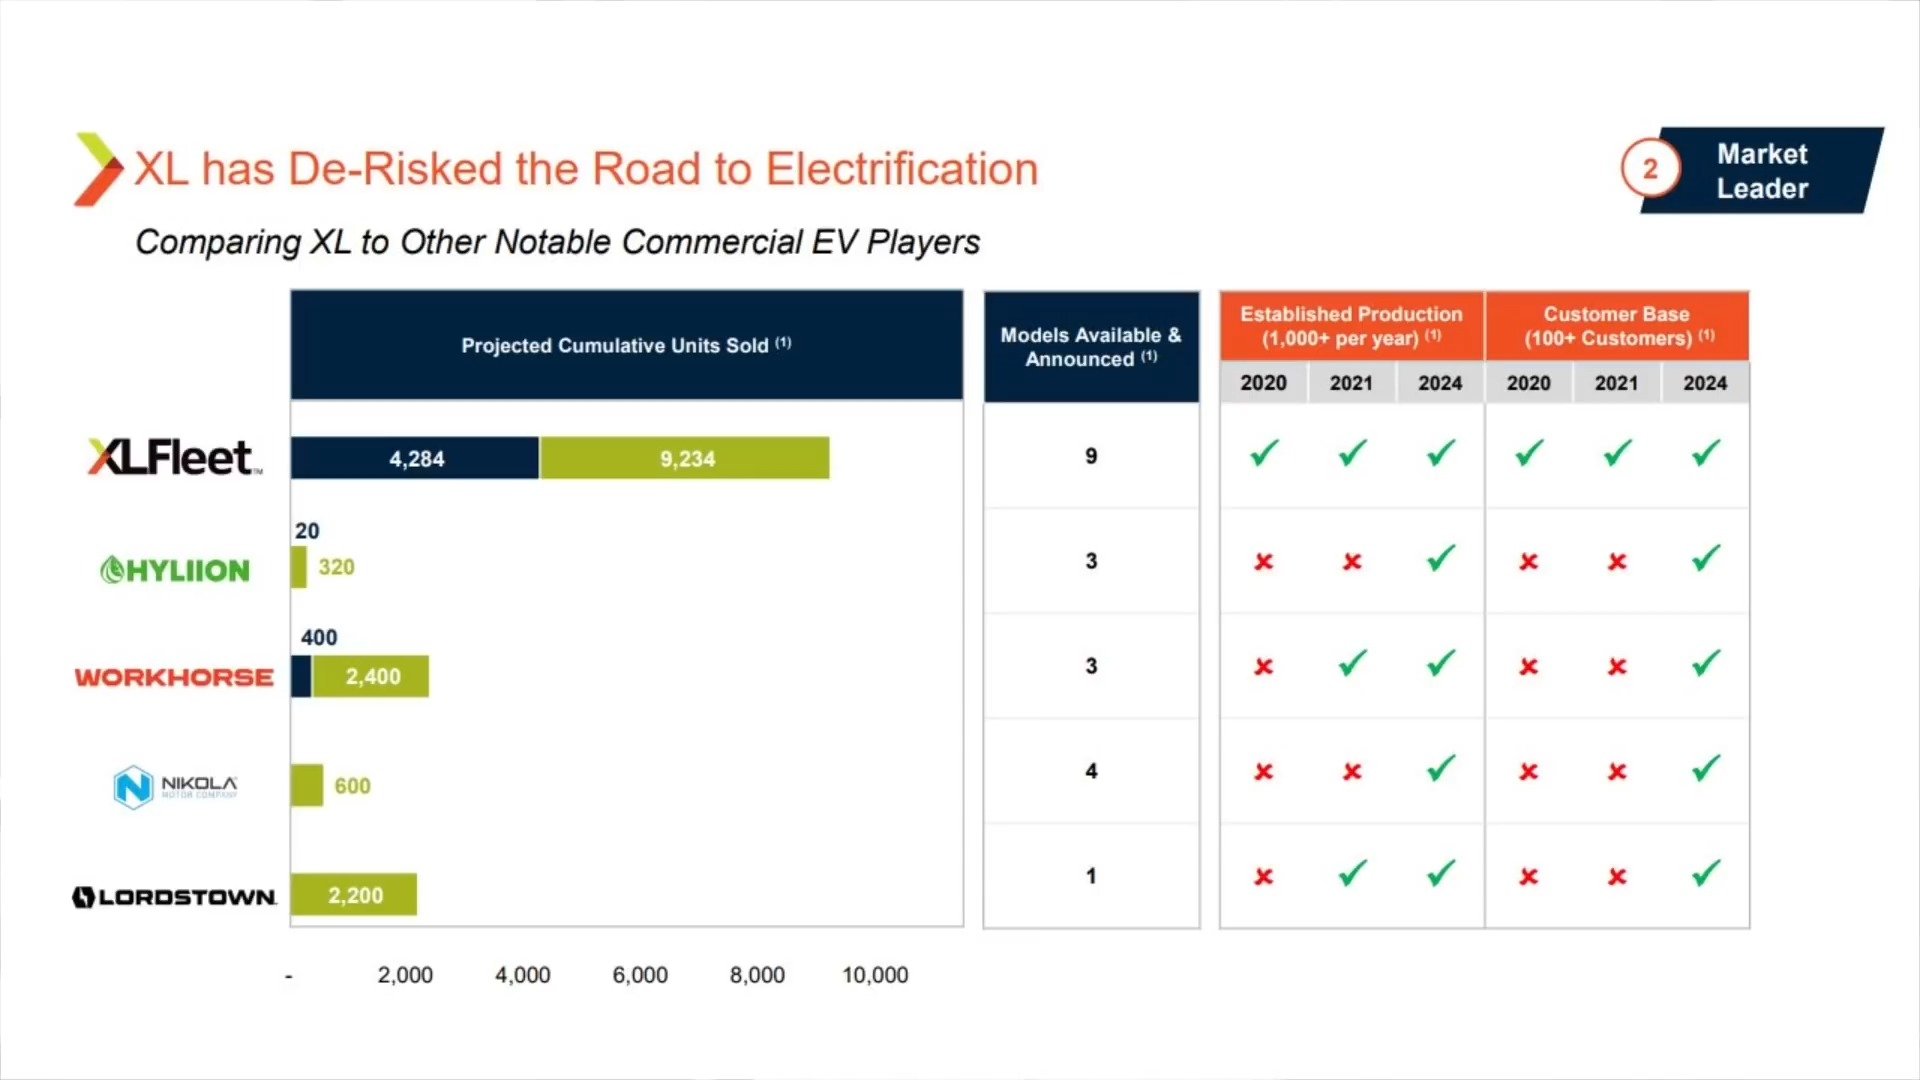 XL has De-Risked the Road to Electrification
2
Market
Leader
Comparing XL to Other Notable Commercial EV Players
Projected Cumulative Units Sold (1)
Models Available &
Announced (1)
Established Production
(1,000+ per year) (1)
Customer Base
(100+ Customers) (1)
2020 2021 2024 2020 2021 2024
XLFleet™ 4,284 9,234 9
20
HYLIION 320 3
400
WORKHORSE 2,400 3
NIKOLA
MOTOR COMPANY
600 4
LORDSTOWN 2,200 1
- 2,000 4,000 6,000 8,000 10,000